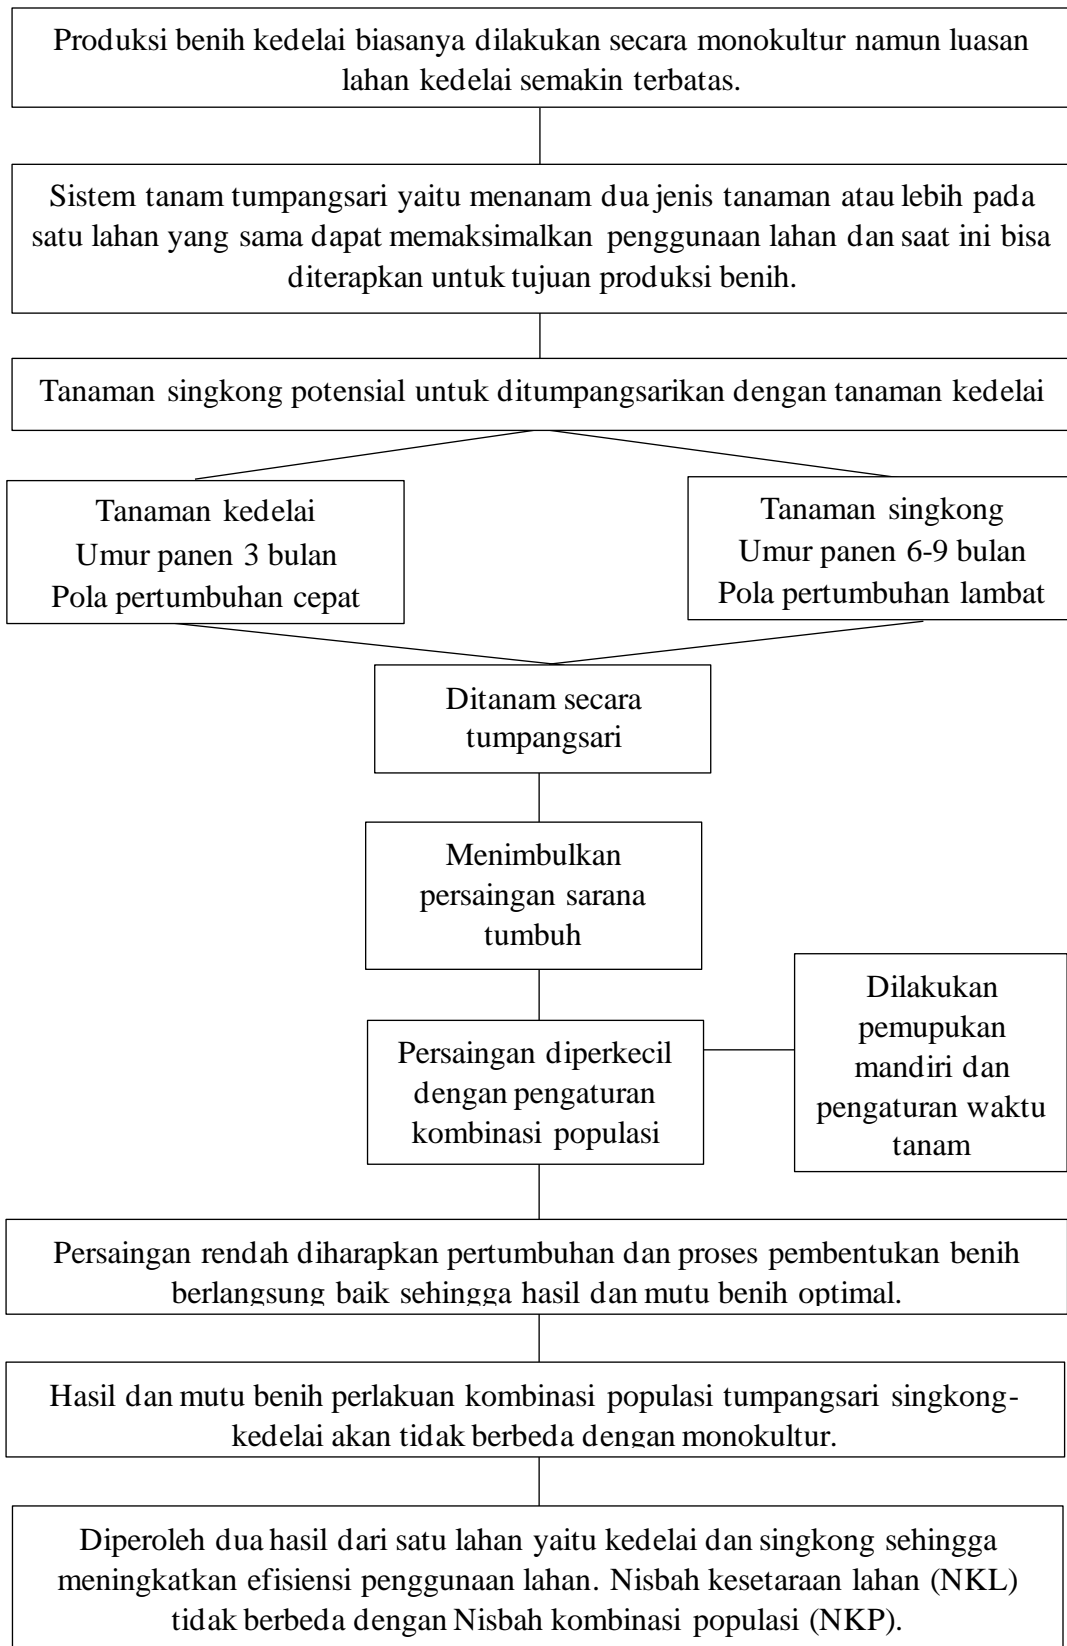 Produksi benih kedelai biasanya dilakukan secara monokultur namun luasan
lahan kedelai semakin terbatas.
Sistem tanam tumpangsari yaitu menanam dua jenis tanaman atau lebih pada
satu lahan yang sama dapat memaksimalkan penggunaan lahan dan saat ini bisa
diterapkan untuk tujuan produksi benih.
Tanaman singkong potensial untuk ditumpangsarikan dengan tanaman kedelai
Tanaman kedelai
Umur panen 3 bulan
Pola pertumbuhan cepat
Tanaman singkong
Umur panen 6-9 bulan
Pola pertumbuhan lambat
Ditanam secara
tumpangsari
Menimbulkan
persaingan sarana
tumbuh
Persaingan diperkecil
dengan pengaturan
kombinasi populasi
Dilakukan
pemupukan
mandiri dan
pengaturan waktu
tanam
Persaingan rendah diharapkan pertumbuhan dan proses pembentukan benih
berlangsung baik sehingga hasil dan mutu benih optimal.
Hasil dan mutu benih perlakuan kombinasi populasi tumpangsari singkong-
kedelai akan tidak berbeda dengan monokultur.
Diperoleh dua hasil dari satu lahan yaitu kedelai dan singkong sehingga
meningkatkan efisiensi penggunaan lahan. Nisbah kesetaraan lahan (NKL)
tidak berbeda dengan Nisbah kombinasi populasi (NKP).